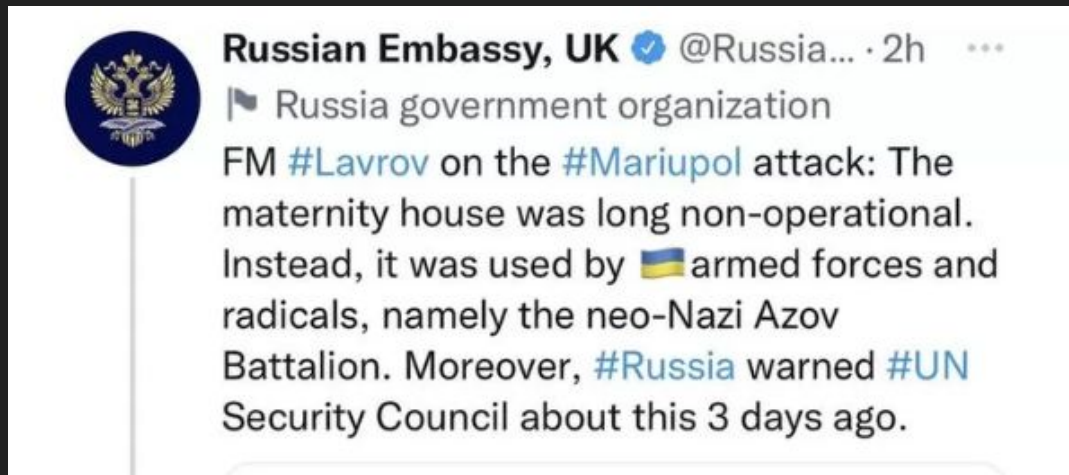 Russian Embassy, UK @Russia... · 2h
Russia government organization
FM #Lavrov on the #Mariupol attack: The
maternity house was long non-operational.
Instead, it was used by 🇺🇦armed forces and
radicals, namely the neo-Nazi Azov
Battalion. Moreover, #Russia warned #UN
Security Council about this 3 days ago.